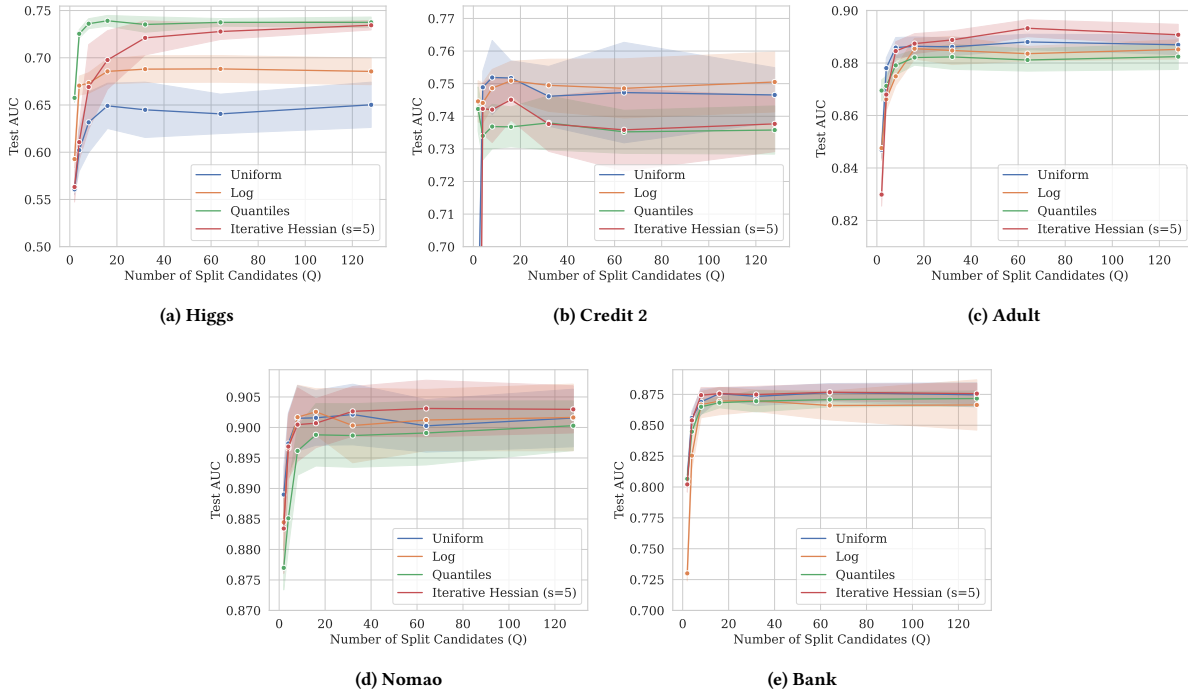 0.75
0.70
0.65
0.60
0.55
0.50
Test AUC
0 20 40 60 80 100 120
Number of Split Candidates (Q)
Uniform
Log
Quantiles
Iterative Hessian (s=5)
(a) Higgs
0.77
0.76
0.75
0.74
0.73
0.72
0.71
0.70
Test AUC
0 20 40 60 80 100 120
Number of Split Candidates (Q)
Uniform
Log
Quantiles
Iterative Hessian (s=5)
(b) Credit 2
0.90
0.88
0.86
0.84
0.82
Test AUC
0 20 40 60 80 100 120
Number of Split Candidates (Q)
Uniform
Log
Quantiles
Iterative Hessian (s=5)
(c) Adult
0.905
0.900
0.895
0.890
0.885
0.880
0.875
0.870
Test AUC
0 20 40 60 80 100 120
Number of Split Candidates (Q)
Uniform
Log
Quantiles
Iterative Hessian (s=5)
(d) Nomao
0.875
0.850
0.825
0.800
0.775
0.750
0.725
0.700
Test AUC
0 20 40 60 80 100 120
Number of Split Candidates (Q)
Uniform
Log
Quantiles
Iterative Hessian (s=5)
(e) Bank